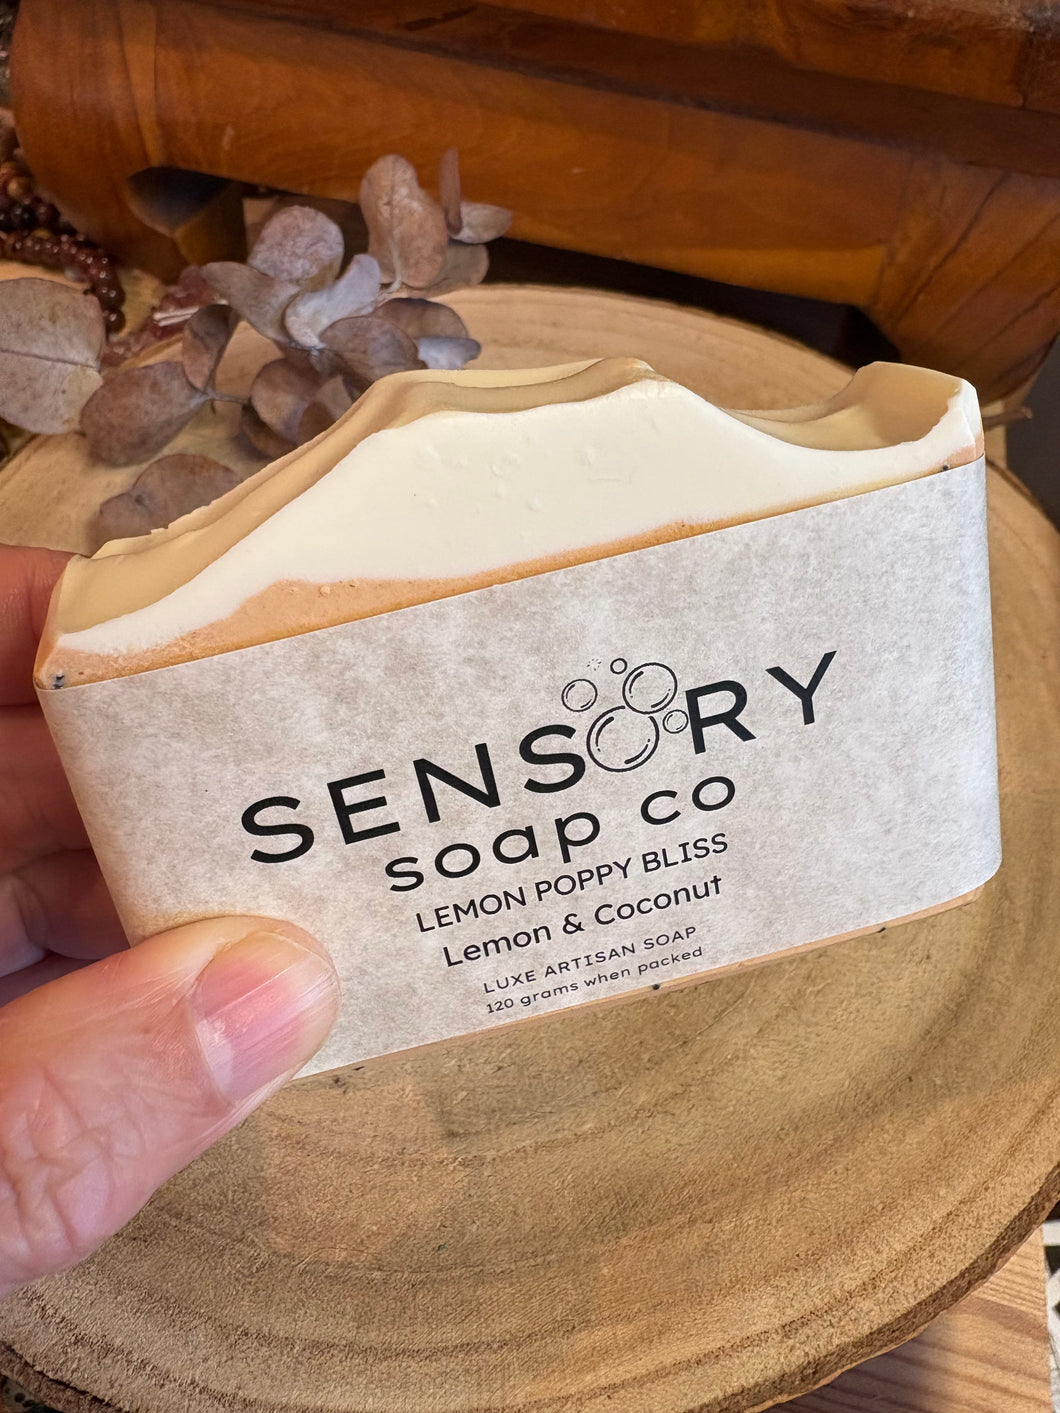 SENSORY
soap co
LEMON POPPY BLISS
Lemon & Coconut
LUXE ARTISAN SOAP
120 grams when packed